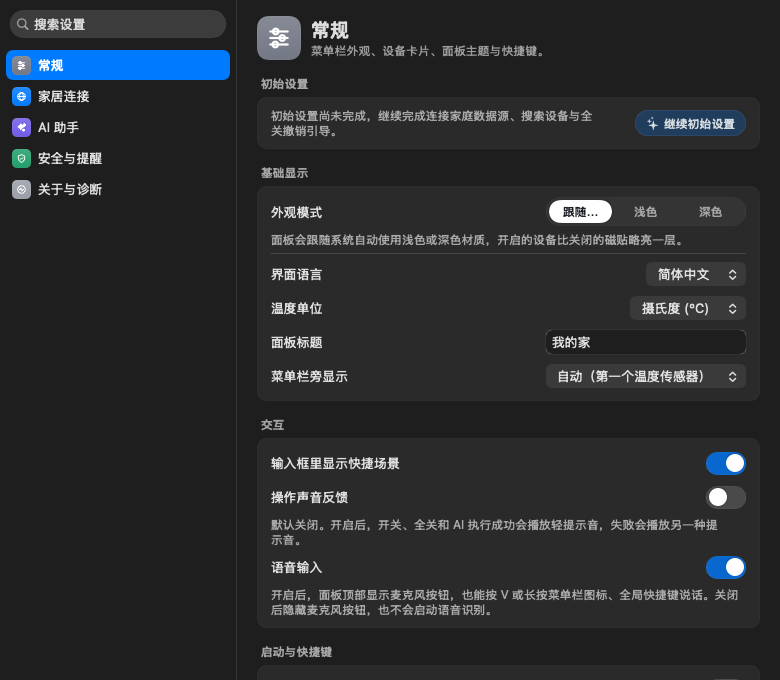 搜索设置
常规
家居连接
AI 助手
安全与提醒
关于与诊断
常规
菜单栏外观、设备卡片、面板主题与快捷键。
初始设置
初始设置尚未完成，继续完成连接家庭数据源、搜索设备与全
关撤销引导。
继续初始设置
基础显示
外观模式
跟随…
浅色
深色
面板会跟随系统自动使用浅色或深色材质，开启的设备比关闭的磁贴略亮一层。
界面语言
简体中文
温度单位
摄氏度 (°C)
面板标题
我的家
菜单栏旁显示
自动（第一个温度传感器）
交互
输入框里显示快捷场景
操作声音反馈
默认关闭。开启后，开关、全关和 AI 执行成功会播放轻提示音，失败会播放另一种提
示音。
语音输入
开启后，面板顶部显示麦克风按钮，也能按 V 或长按菜单栏图标、全局快捷键说话。关闭
后隐藏麦克风按钮，也不会启动语音识别。
启动与快捷键